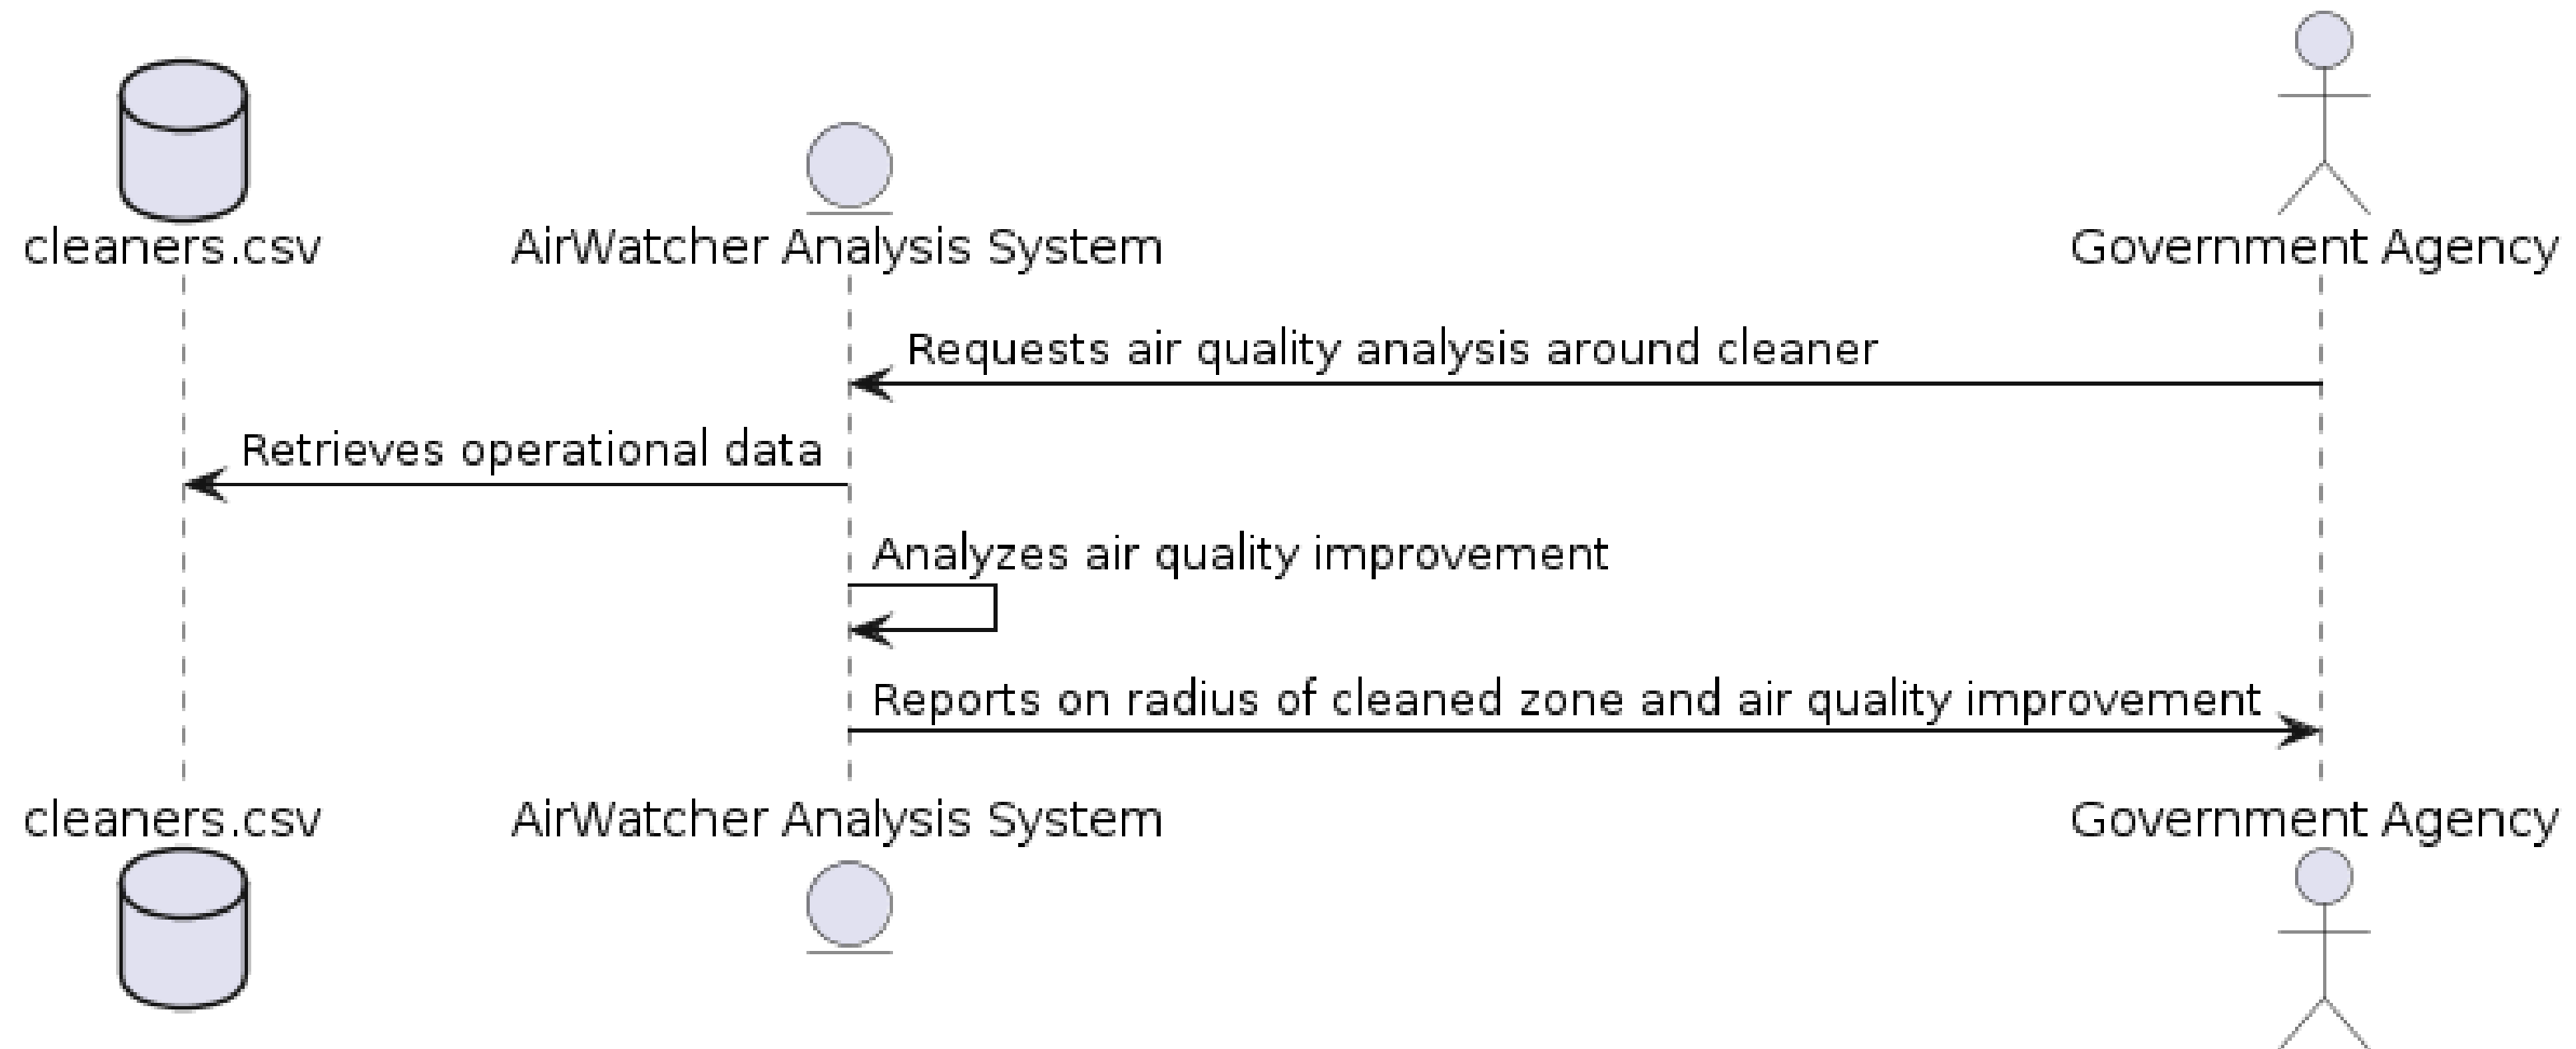 cleaners.csv
AirWatcher Analysis System
Government Agency
Requests air quality analysis around cleaner
Retrieves operational data
Analyzes air quality improvement
Reports on radius of cleaned zone and air quality improvement
cleaners.csv
AirWatcher Analysis System
Government Agency